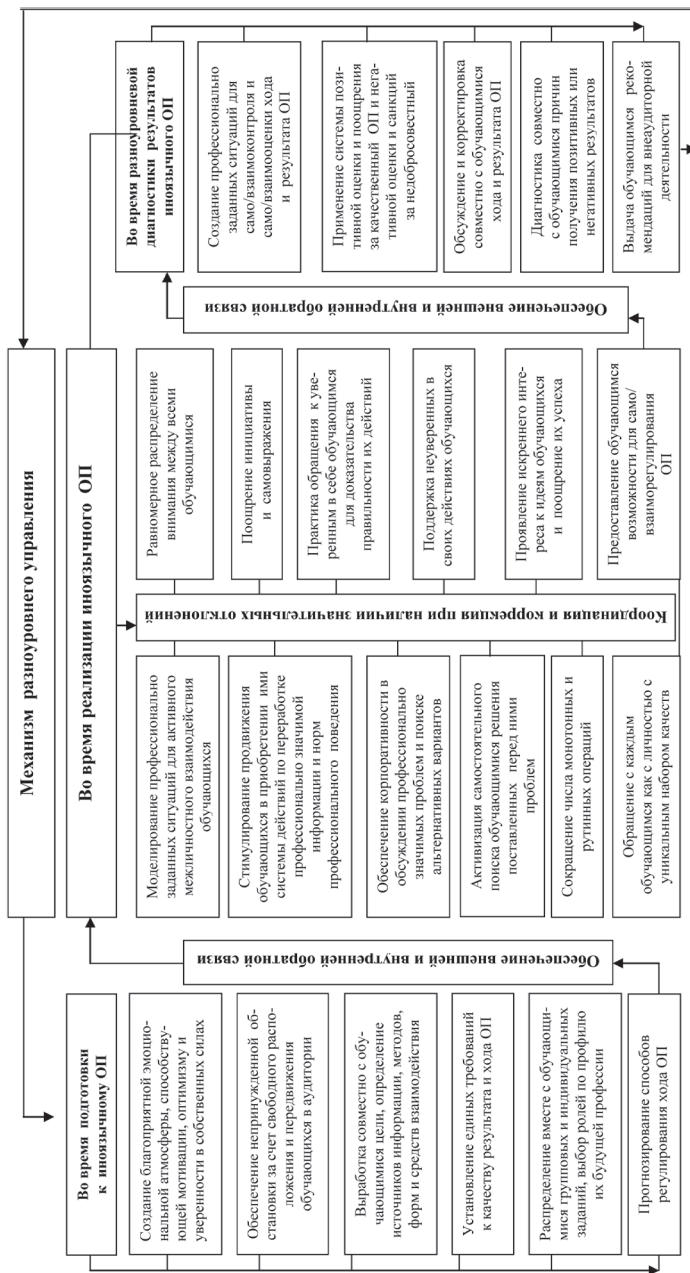 Механизм разноуровнего управления
Во время подготовки
к иноязычному ОП
Создание благоприятной эмоцио-
нальной атмосферы, способству-
ющей мотивации, оптимизму и
уверенности в собственных силах
Обеспечение непринужденной об-
становки за счет свободного распо-
ложения и передвижения
обучающихся в аудитории
Выработка совместно с обу-
чающимися цели, определение
источников информации, методов,
форм и средств взаимодействия
Установление единых требований
к качеству результата и хода ОП
Распределение вместе с обучающи-
мися групповых и индивидуальных
заданий, выбор ролей по профилю
их будущей профессии
Прогнозирование способов
регулирования хода ОП
Обеспечение внешней и внутренней обратной связи
Во время реализации иноязычного ОП
Моделирование профессионально
заданных ситуаций для активного
межличностного взаимодействия
обучающихся
Стимулирование продвижения
обучающихся в приобретении ими
системы действий по переработке
профессионально значимой
информации и норм
профессионального поведения
Обеспечение корпоративности в
обсуждении профессионально
значимых проблем и поиске
альтернативных вариантов
Активизация самостоятельного
поиска обучающимися решения
поставленных перед ними
проблем
Сокращение числа монотонных и
рутинных операций
Обращение с каждым
обучающимся как с личностью с
уникальным набором качеств
Координация и коррекция при наличии значительных отклонений
Равномерное распределение
внимания между всеми
обучающимися
Поощрение инициативы
и самовыражения
Практика обращения к уве-
ренным в себе обучающимся
для доказательства
правильности их действий
Поддержка неуверенных в
своих действиях обучающихся
Проявление искреннего инте-
реса к идеям обучающихся
и поощрение их успеха
Предоставление обучающимся
возможности для само/
взаиморегулирования
ОП
Обеспечение внешней и внутренней обратной связи
Во время разноуровневой
диагностики результатов
иноязычного ОП
Создание профессионально
заданных ситуаций для
само/взаимоконтроля и
само/взаимооценки хода
и результата ОП
Применение системы пози-
тивной оценки и поощрения
за качественный ОП и нега-
тивной оценки и санкций
за недобросовестный
Обсуждение и корректировка
совместно с обучающимися
хода и результата ОП
Диагностика совместно
с обучающимися причин
получения позитивных или
негативных результатов
Выдача обучающимся реко-
мендаций для внеаудиторной
деятельности